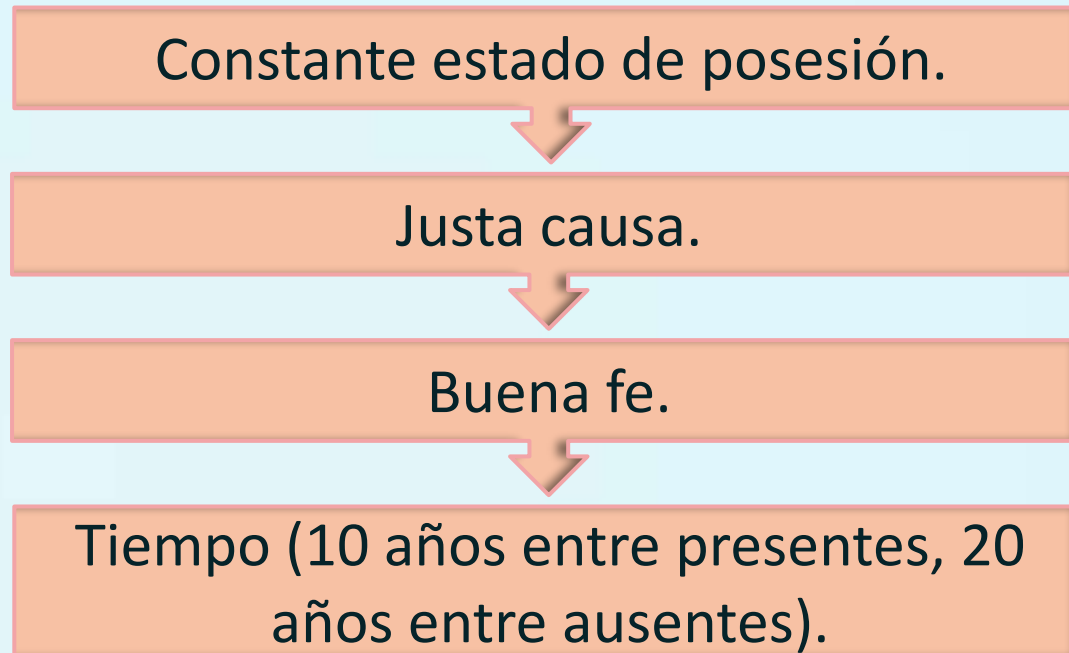 Constante estado de posesión.
Justa causa.
Buena fe.
Tiempo (10 años entre presentes, 20
años entre ausentes).